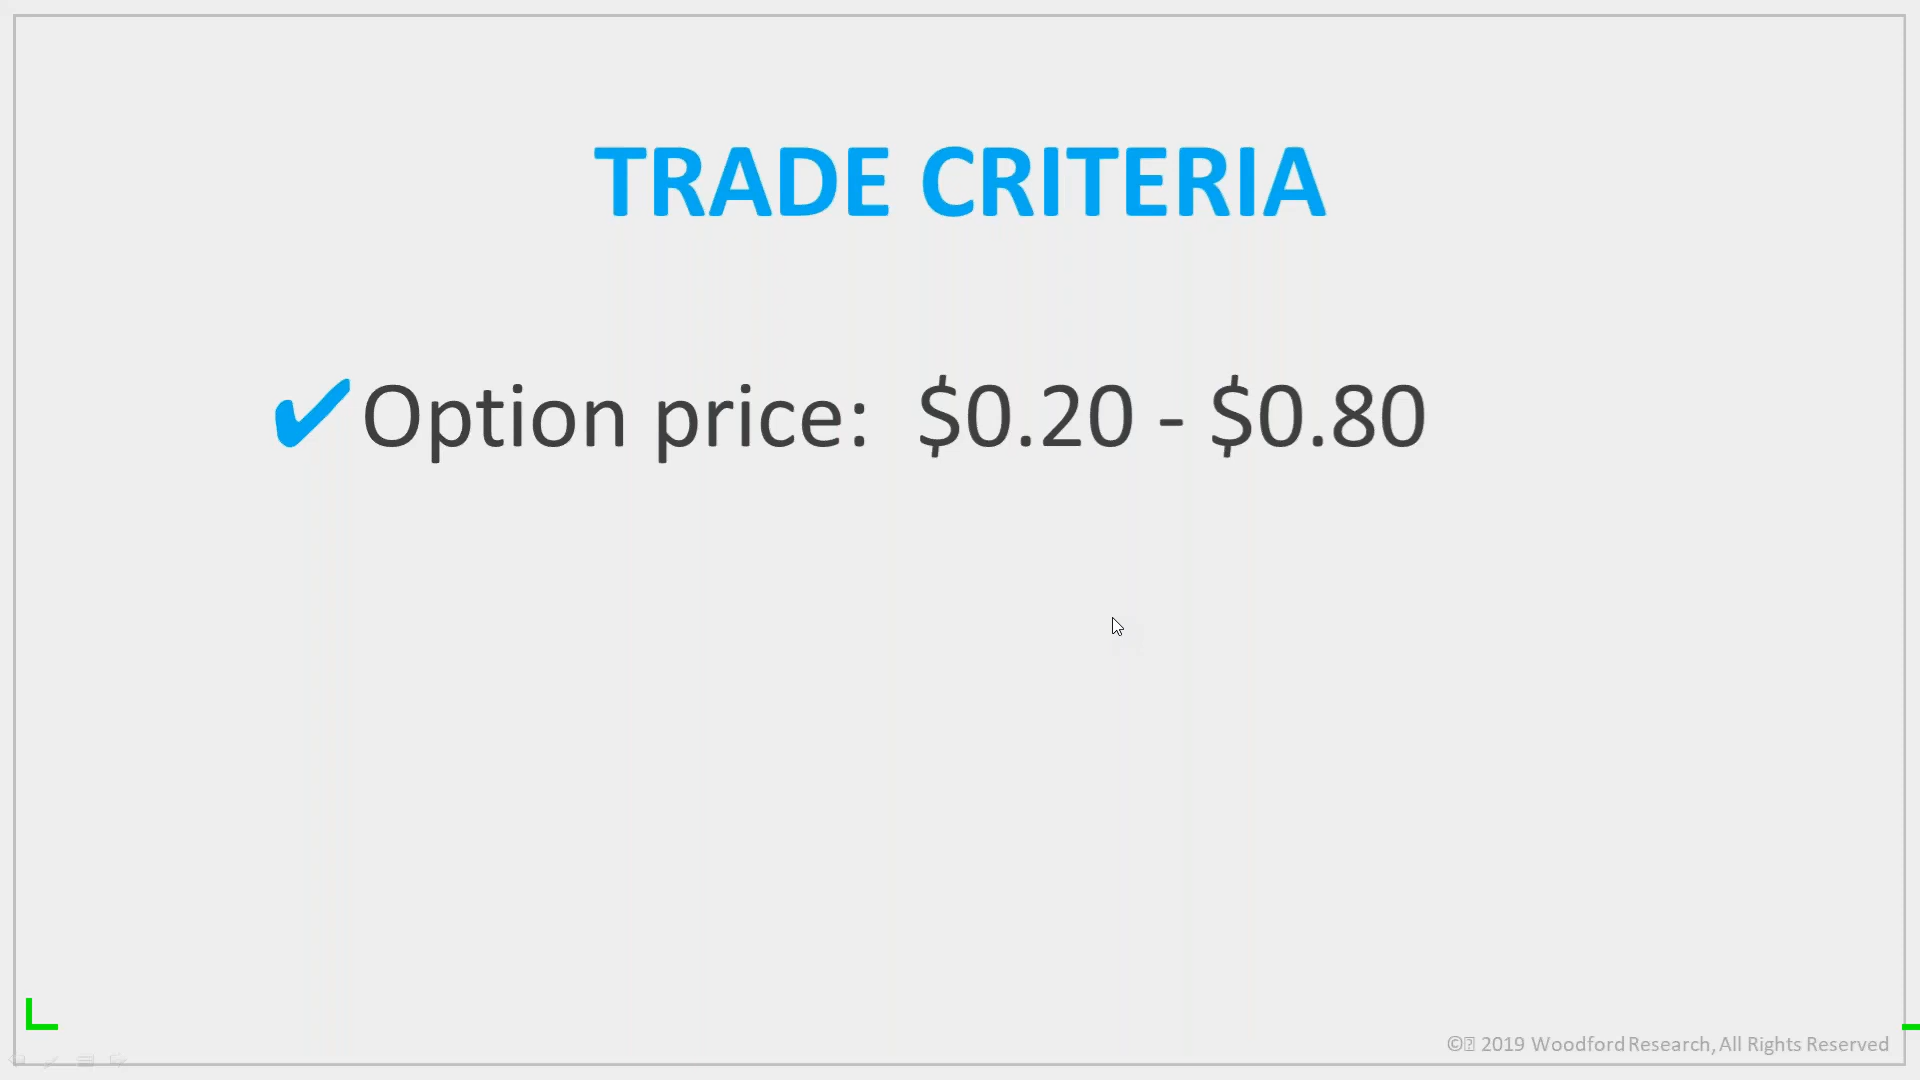 TRADE CRITERIA
✔Option price: $0.20 - $0.80
© 2019 Woodford Research, All Rights Reserved